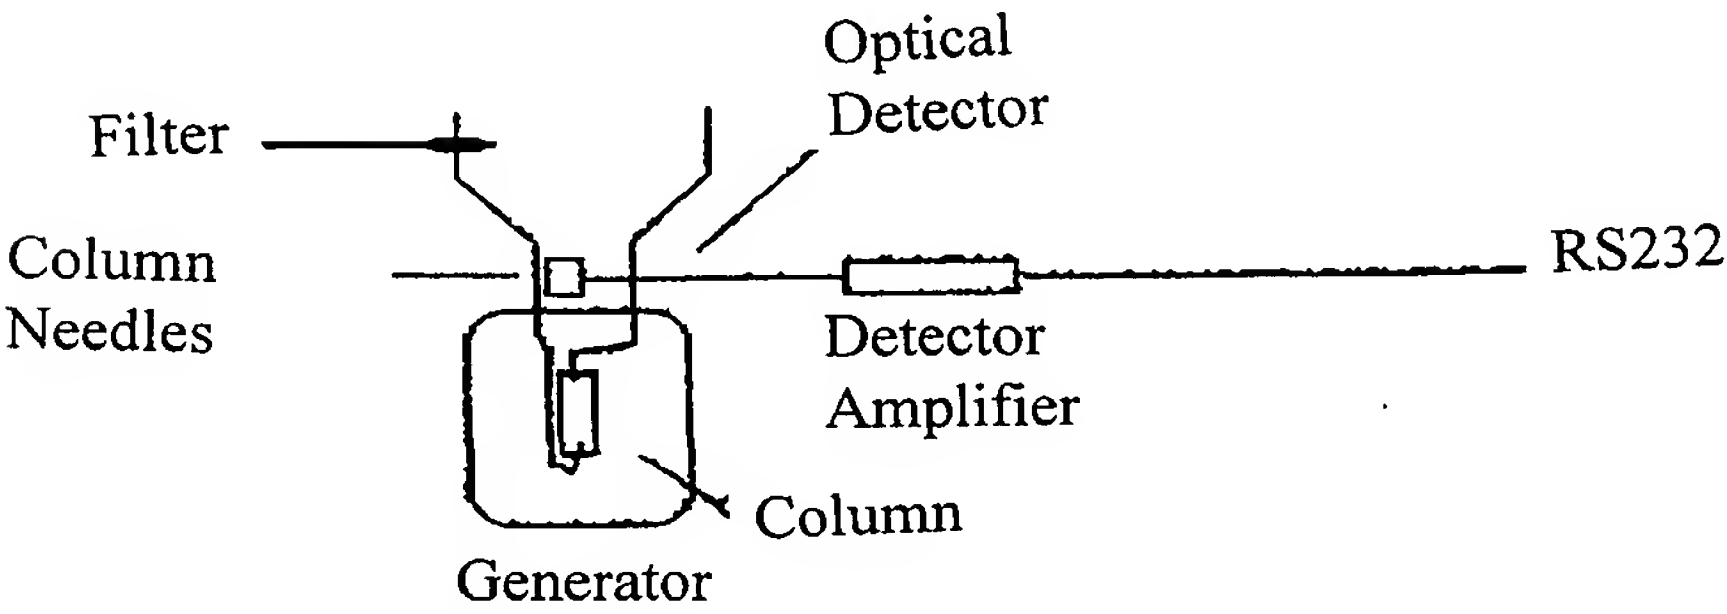 Optical
Detector
Filter
Column
Needles
RS232
Detector
Amplifier
Column
Generator